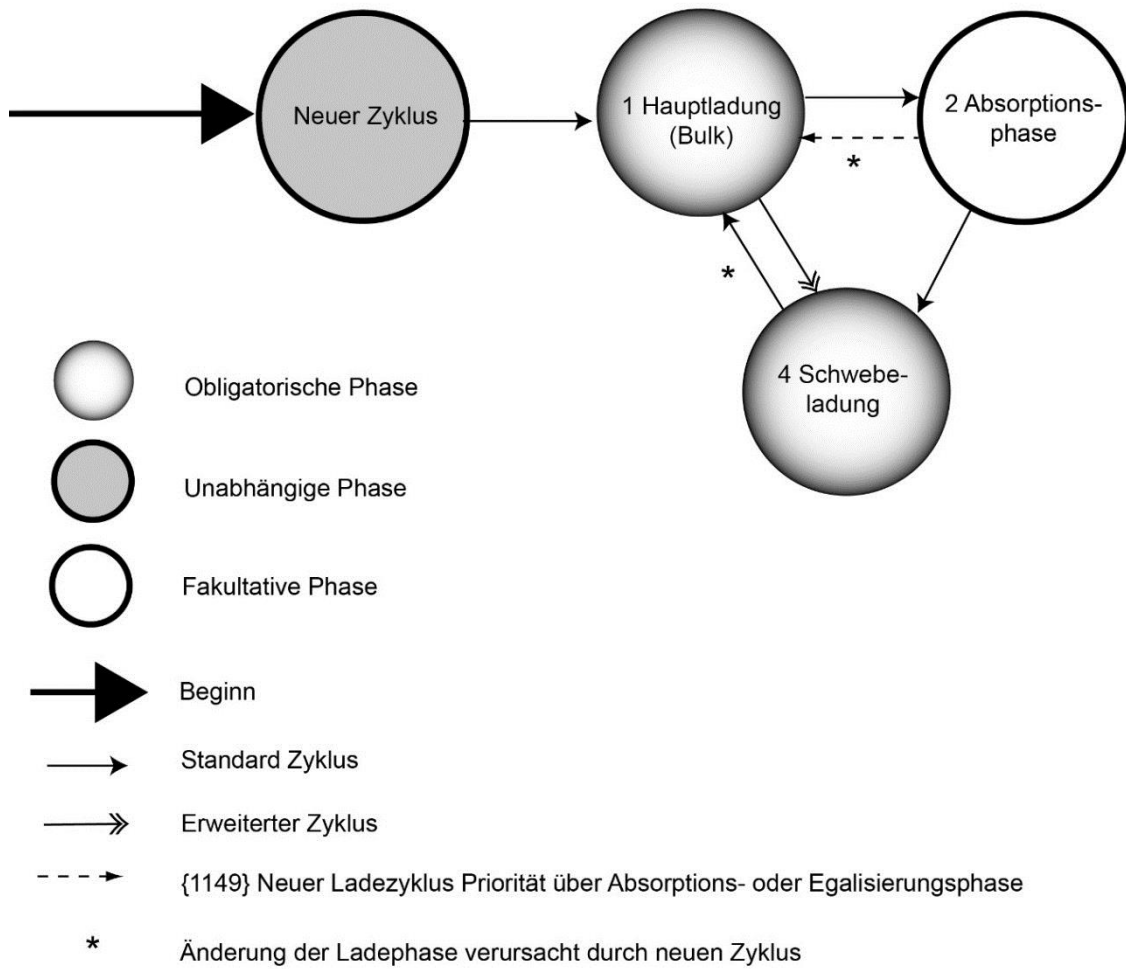 Neuer Zyklus
1 Hauptladung
(Bulk)
2 Absorptions-
phase
*
*
4 Schwebe-
ladung
Obligatorische Phase
Unabhängige Phase
Fakultative Phase
Beginn
Standard Zyklus
Erweiterter Zyklus
{1149} Neuer Ladezyklus Priorität über Absorptions- oder Egalisierungsphase
* Änderung der Ladephase verursacht durch neuen Zyklus